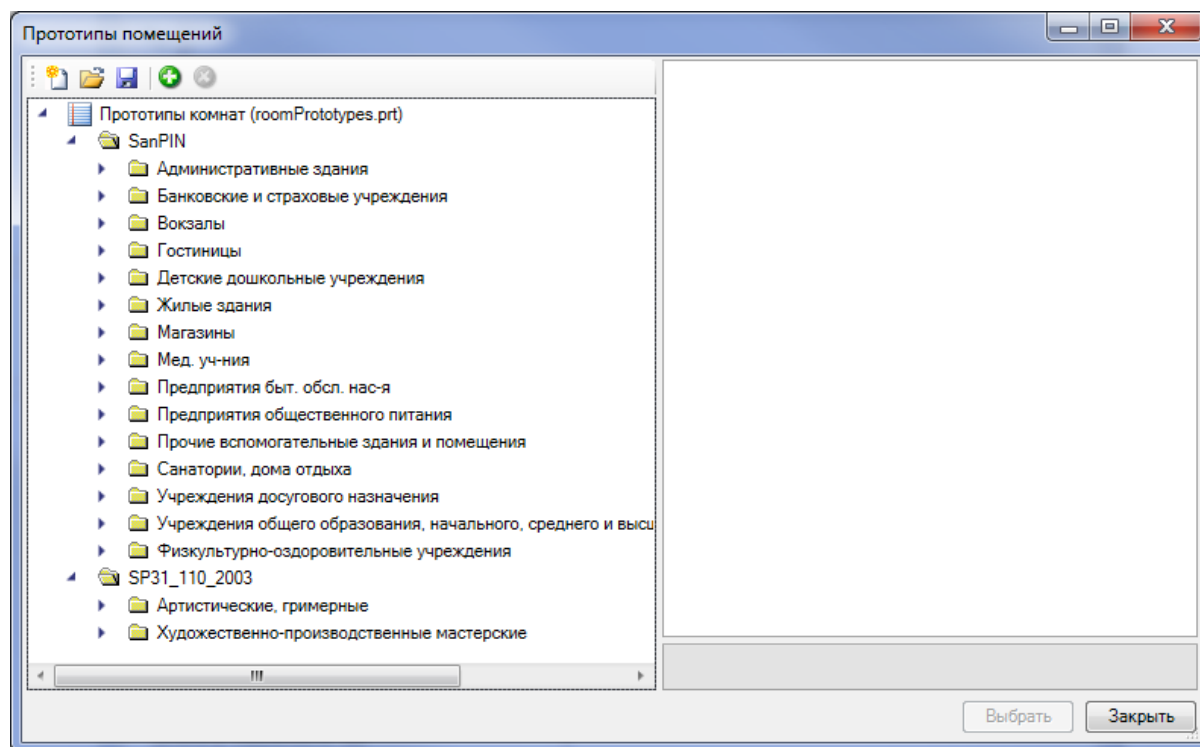 Прототипы помещений
Прототипы комнат (roomPrototypes.prt)
SanPIN
Административные здания
Банковские и страховые учреждения
Вокзалы
Гостиницы
Детские дошкольные учреждения
Жилые здания
Магазины
Мед. уч-ния
Предприятия быт. обсл. нас-я
Предприятия общественного питания
Прочие вспомогательные здания и помещения
Санатории, дома отдыха
Учреждения досугового назначения
Учреждения общего образования, начального, среднего и высш
Физкультурно-оздоровительные учреждения
SP31_110_2003
Артистические, гримерные
Художественно-производственные мастерские
Выбрать Закрыть